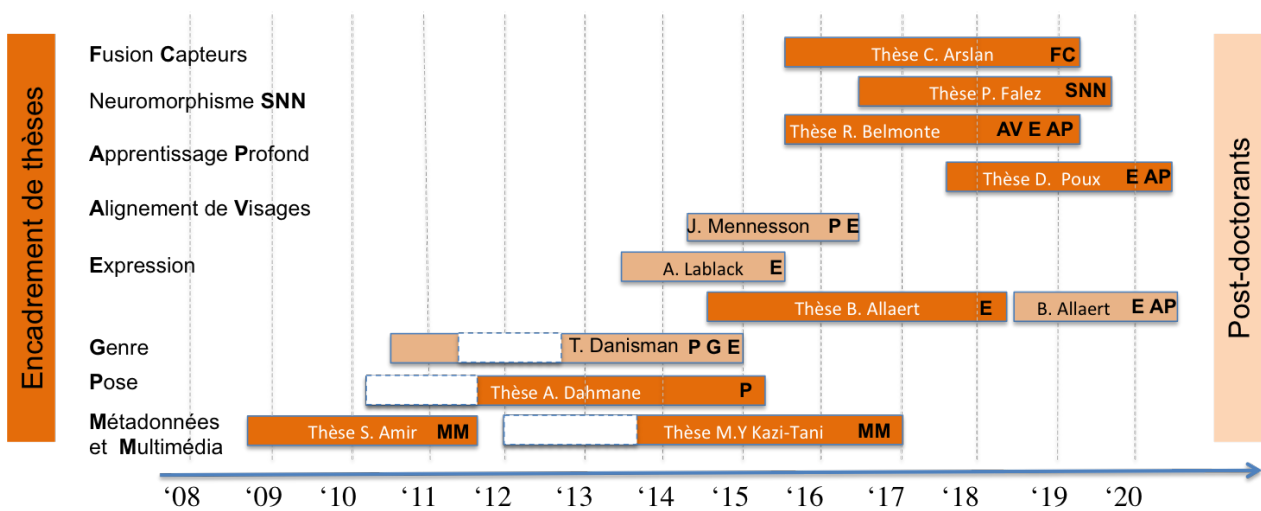 Encadrement de thèses
Fusion Capteurs
Thèse C. Arslan FC
Neuromorphisme SNN
Thèse P. Falez SNN
Thèse R. Belmonte AV E AP
Apprentissage Profond
Thèse D. Poux E AP
Alignement de Visages
J. Mennesson P E
Expression
A. Lablack E
Thèse B. Allaert E
B. Allaert E AP
Genre
T. Danisman P G E
Pose
Thèse A. Dahmane P
Métadonnées
et Multimédia
Thèse S. Amir MM
Thèse M.Y Kazi-Tani MM
Post-doctorants
‘08 ‘09 ‘10 ‘11 ‘12 ‘13 ‘14 ‘15 ‘16 ‘17 ‘18 ‘19 ‘20